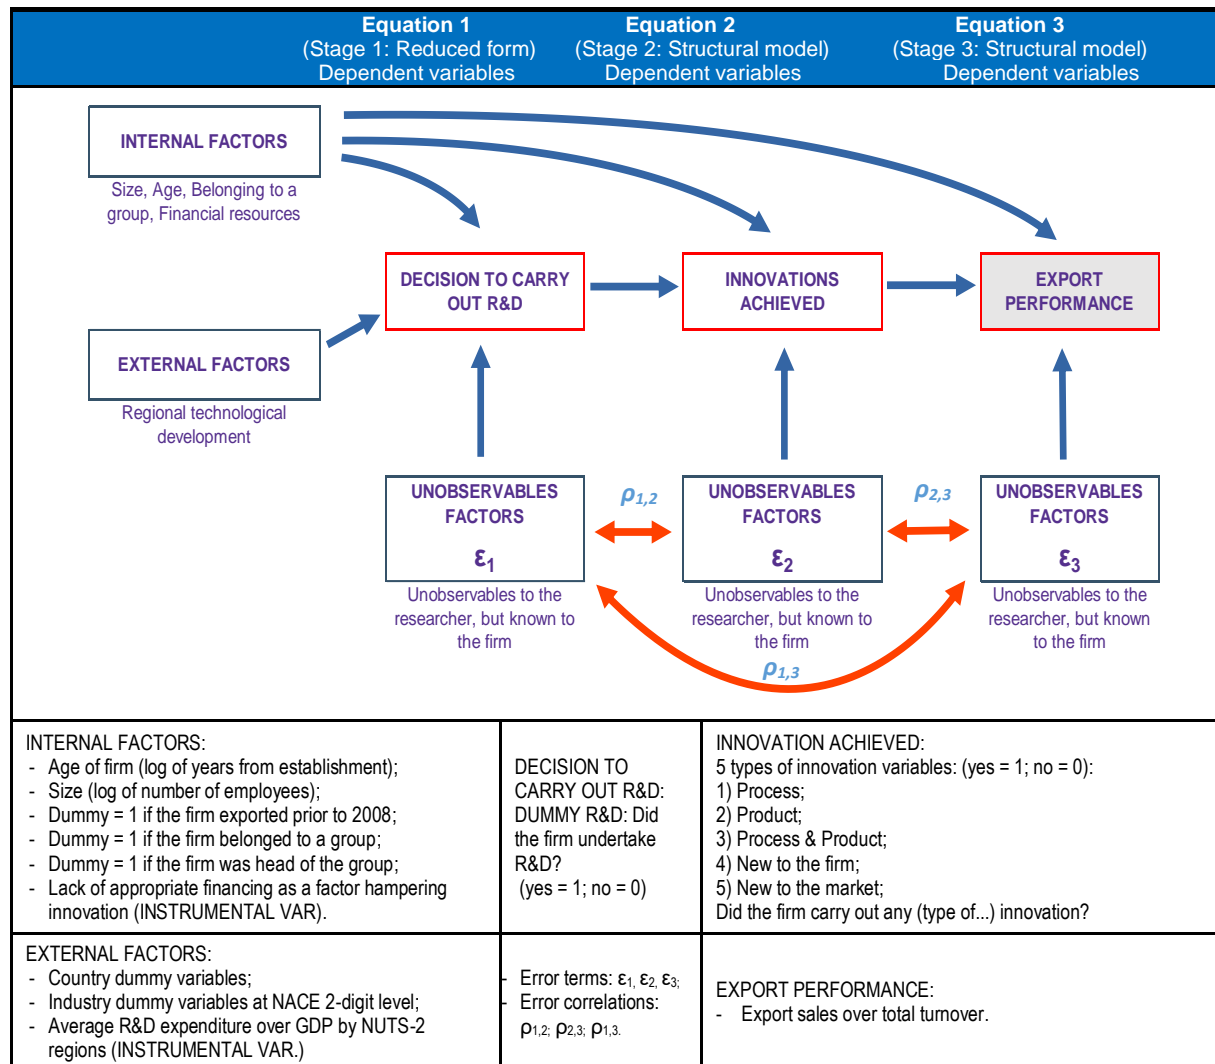 Equation 1
(Stage 1: Reduced form)
Dependent variables
Equation 2
(Stage 2: Structural model)
Dependent variables
Equation 3
(Stage 3: Structural model)
Dependent variables
INTERNAL FACTORS
Size, Age, Belonging to a
group, Financial resources
DECISION TO CARRY
OUT R&D
INNOVATIONS
ACHIEVED
EXPORT
PERFORMANCE
EXTERNAL FACTORS
Regional technological
development
UNOBSERVABLES
FACTORS
ε1
Unobservables to the
researcher, but known to
the firm
ρ1,2
UNOBSERVABLES
FACTORS
ε2
Unobservables to the
researcher, but known to
the firm
ρ2,3
UNOBSERVABLES
FACTORS
ε3
Unobservables to the
researcher, but known
to the firm
ρ1,3
INTERNAL FACTORS:
- Age of firm (log of years from establishment);
- Size (log of number of employees);
- Dummy = 1 if the firm exported prior to 2008;
- Dummy = 1 if the firm belonged to a group;
- Dummy = 1 if the firm was head of the group;
- Lack of appropriate financing as a factor hampering
innovation (INSTRUMENTAL VAR).
DECISION TO
CARRY OUT R&D:
DUMMY R&D: Did
the firm undertake
R&D?
(yes = 1; no = 0)
INNOVATION ACHIEVED:
5 types of innovation variables: (yes = 1; no = 0):
1) Process;
2) Product;
3) Process & Product;
4) New to the firm;
5) New to the market;
Did the firm carry out any (type of...) innovation?
EXTERNAL FACTORS:
- Country dummy variables;
- Industry dummy variables at NACE 2-digit level;
- Average R&D expenditure over GDP by NUTS-2
regions (INSTRUMENTAL VAR.)
- Error terms: ε1, ε2, ε3;
- Error correlations:
ρ1,2; ρ2,3; ρ1,3.
EXPORT PERFORMANCE:
- Export sales over total turnover.